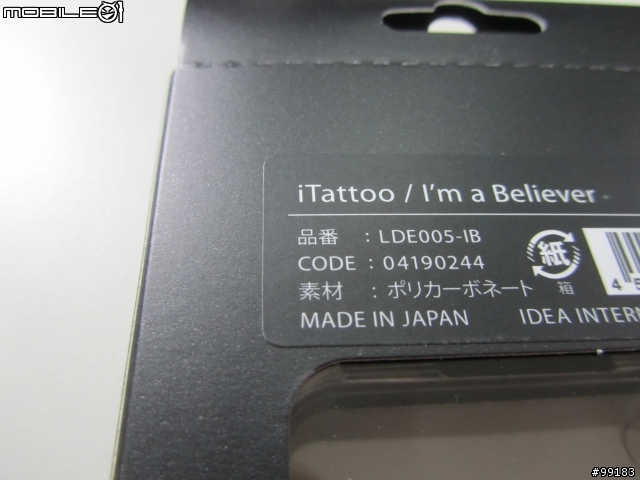 MOBILE01
iTattoo / I'm a Believer -
品番 : LDE005-IB
CODE : 04190244
素材 : ポリカーボネート
MADE IN JAPAN
紙
箱
4
IDEA
#99183